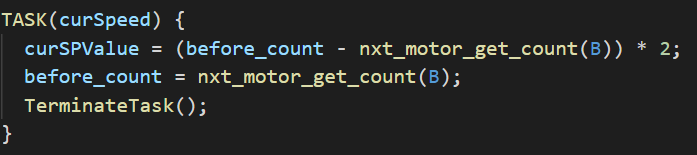 TASK(curSpeed) {
  curSPValue = (before_count - nxt_motor_get_count(B)) * 2;
  before_count = nxt_motor_get_count(B);
  TerminateTask();
}